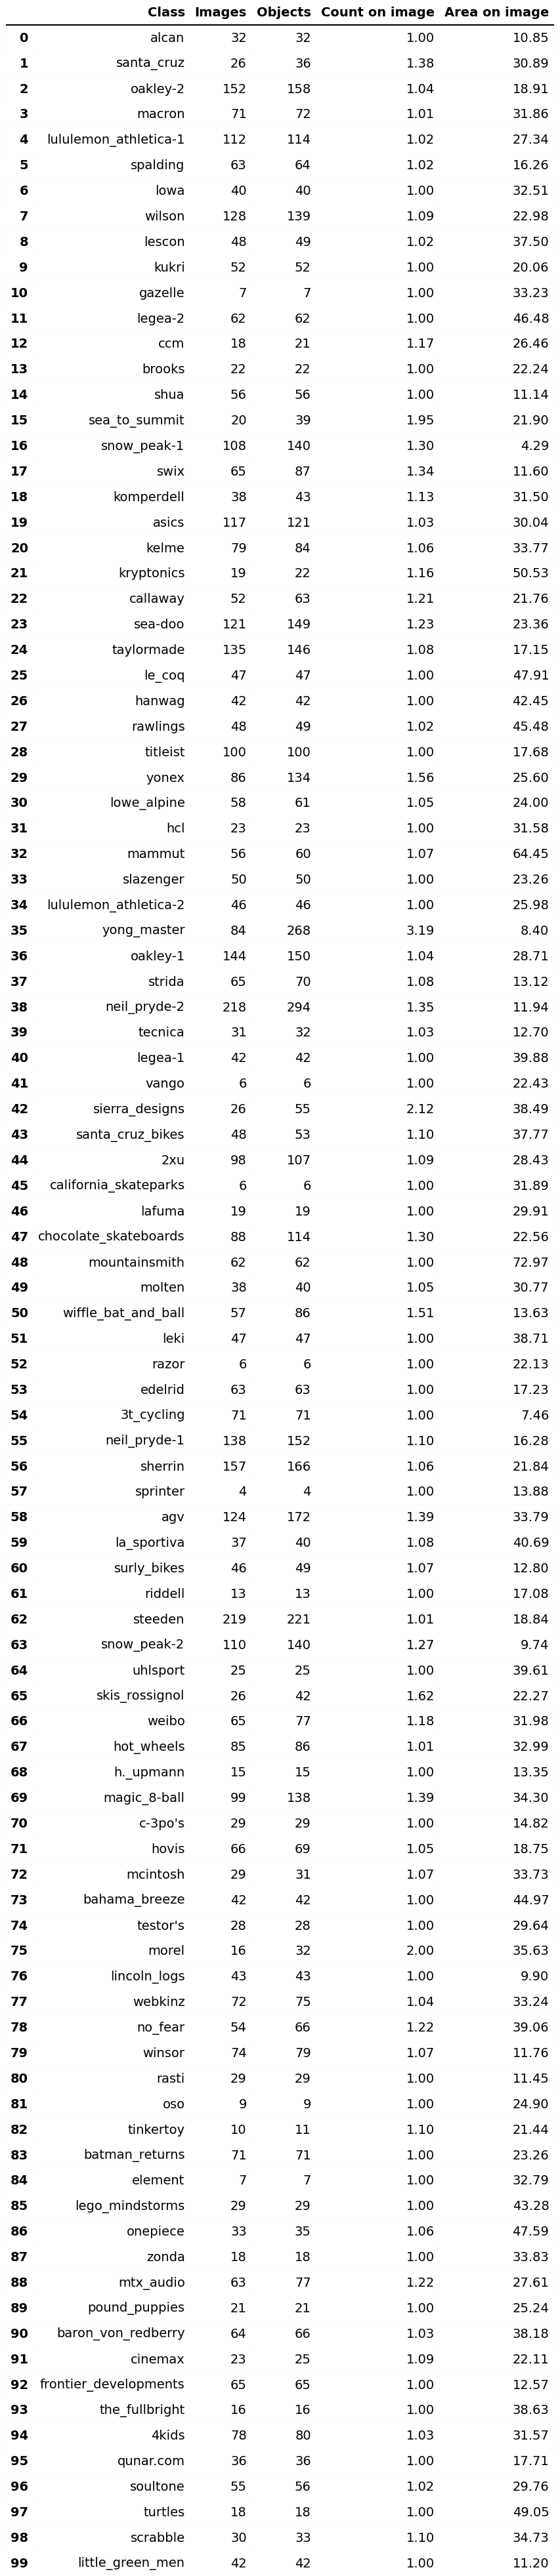 Class Images Objects Count on image Area on image
0 alcan 32 32 1.00 10.85
1 santa_cruz 26 36 1.38 30.89
2 oakley-2 152 158 1.04 18.91
3 macron 71 72 1.01 31.86
4 lululemon_athletica-1 112 114 1.02 27.34
5 spalding 63 64 1.02 16.26
6 lowa 40 40 1.00 32.51
7 wilson 128 139 1.09 22.98
8 lescon 48 49 1.02 37.50
9 kukri 52 52 1.00 20.06
10 gazelle 7 7 1.00 33.23
11 legea-2 62 62 1.00 46.48
12 ccm 18 21 1.17 26.46
13 brooks 22 22 1.00 22.24
14 shua 56 56 1.00 11.14
15 sea_to_summit 20 39 1.95 21.90
16 snow_peak-1 108 140 1.30 4.29
17 swix 65 87 1.34 11.60
18 komperdell 38 43 1.13 31.50
19 asics 117 121 1.03 30.04
20 kelme 79 84 1.06 33.77
21 kryptonics 19 22 1.16 50.53
22 callaway 52 63 1.21 21.76
23 sea-doo 121 149 1.23 23.36
24 taylormade 135 146 1.08 17.15
25 le_coq 47 47 1.00 47.91
26 hanwag 42 42 1.00 42.45
27 rawlings 48 49 1.02 45.48
28 titleist 100 100 1.00 17.68
29 yonex 86 134 1.56 25.60
30 lowe_alpine 58 61 1.05 24.00
31 hcl 23 23 1.00 31.58
32 mammut 56 60 1.07 64.45
33 slazenger 50 50 1.00 23.26
34 lululemon_athletica-2 46 46 1.00 25.98
35 yong_master 84 268 3.19 8.40
36 oakley-1 144 150 1.04 28.71
37 strida 65 70 1.08 13.12
38 neil_pryde-2 218 294 1.35 11.94
39 tecnica 31 32 1.03 12.70
40 legea-1 42 42 1.00 39.88
41 vango 6 6 1.00 22.43
42 sierra_designs 26 55 2.12 38.49
43 santa_cruz_bikes 48 53 1.10 37.77
44 2xu 98 107 1.09 28.43
45 california_skateparks 6 6 1.00 31.89
46 lafuma 19 19 1.00 29.91
47 chocolate_skateboards 88 114 1.30 22.56
48 mountainsmith 62 62 1.00 72.97
49 molten 38 40 1.05 30.77
50 wiffle_bat_and_ball 57 86 1.51 13.63
51 leki 47 47 1.00 38.71
52 razor 6 6 1.00 22.13
53 edelrid 63 63 1.00 17.23
54 3t_cycling 71 71 1.00 7.46
55 neil_pryde-1 138 152 1.10 16.28
56 sherrin 157 166 1.06 21.84
57 sprinter 4 4 1.00 13.88
58 agv 124 172 1.39 33.79
59 la_sportiva 37 40 1.08 40.69
60 surly_bikes 46 49 1.07 12.80
61 riddell 13 13 1.00 17.08
62 steeden 219 221 1.01 18.84
63 snow_peak-2 110 140 1.27 9.74
64 uhlsport 25 25 1.00 39.61
65 skis_rossignol 26 42 1.62 22.27
66 weibo 65 77 1.18 31.98
67 hot_wheels 85 86 1.01 32.99
68 h._upmann 15 15 1.00 13.35
69 magic_8-ball 99 138 1.39 34.30
70 c-3po's 29 29 1.00 14.82
71 hovis 66 69 1.05 18.75
72 mcintosh 29 31 1.07 33.73
73 bahama_breeze 42 42 1.00 44.97
74 testor's 28 28 1.00 29.64
75 morel 16 32 2.00 35.63
76 lincoln_logs 43 43 1.00 9.90
77 webkinz 72 75 1.04 33.24
78 no_fear 54 66 1.22 39.06
79 winsor 74 79 1.07 11.76
80 rasti 29 29 1.00 11.45
81 oso 9 9 1.00 24.90
82 tinkertoy 10 11 1.10 21.44
83 batman_returns 71 71 1.00 23.26
84 element 7 7 1.00 32.79
85 lego_mindstorms 29 29 1.00 43.28
86 onepiece 33 35 1.06 47.59
87 zonda 18 18 1.00 33.83
88 mtx_audio 63 77 1.22 27.61
89 pound_puppies 21 21 1.00 25.24
90 baron_von_redberry 64 66 1.03 38.18
91 cinemax 23 25 1.09 22.11
92 frontier_developments 65 65 1.00 12.57
93 the_fullbright 16 16 1.00 38.63
94 4kids 78 80 1.03 31.57
95 qunar.com 36 36 1.00 17.71
96 soultone 55 56 1.02 29.76
97 turtles 18 18 1.00 49.05
98 scrabble 30 33 1.10 34.73
99 little_green_men 42 42 1.00 11.20